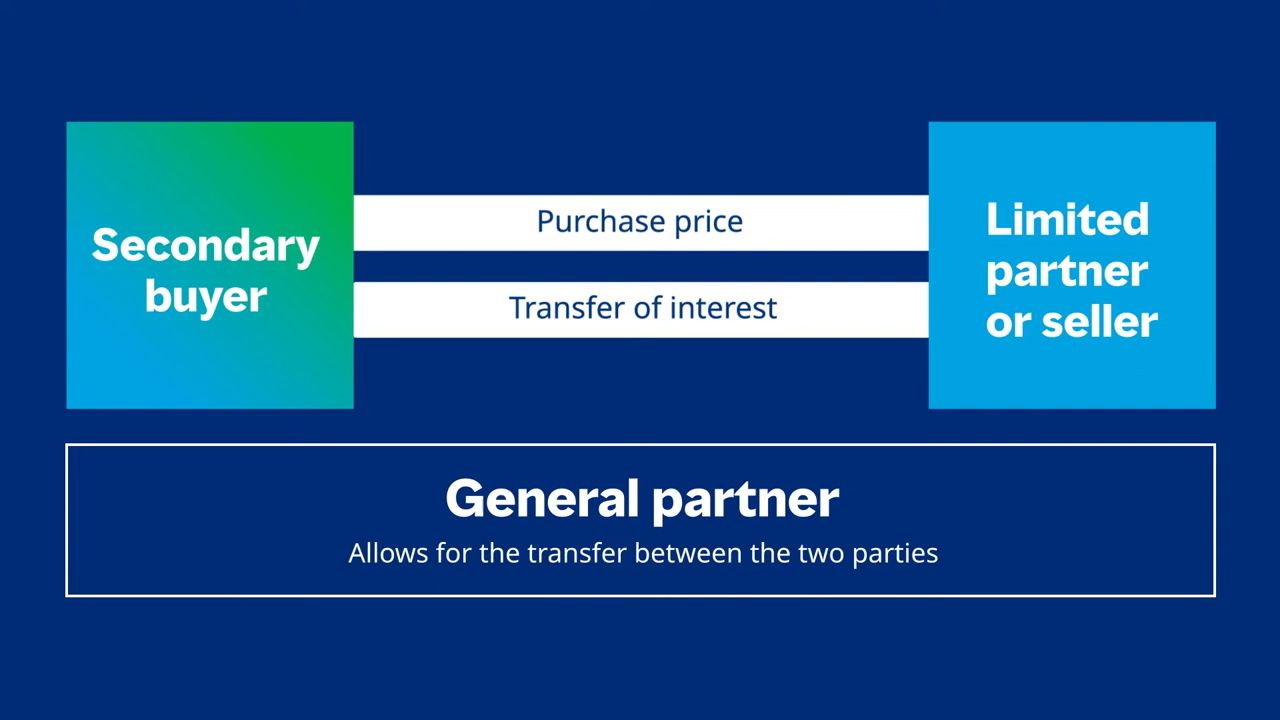 Secondary
buyer
Purchase price
Transfer of interest
Limited
partner
or seller
General partner
Allows for the transfer between the two parties